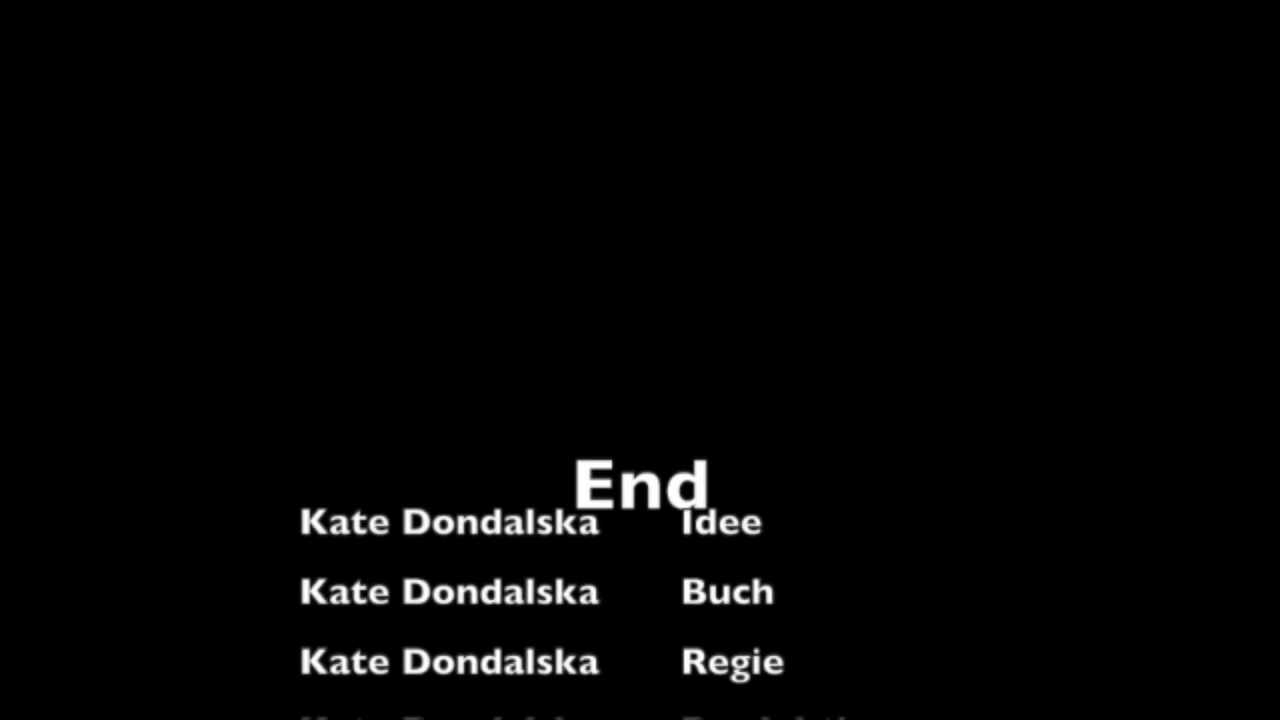 End
Kate Dondalska Idee
Kate Dondalska Buch
Kate Dondalska Regie